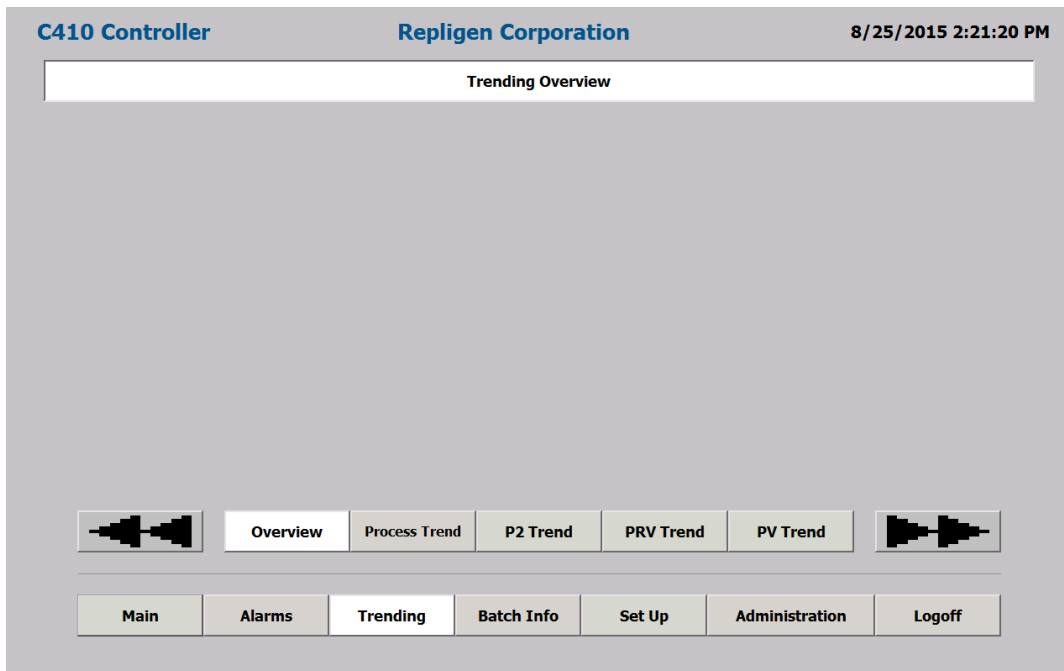 C410 Controller Repligen Corporation 8/25/2015 2:21:20 PM
Trending Overview
Overview Process Trend P2 Trend PRV Trend PV Trend
Main Alarms Trending Batch Info Set Up Administration Logoff